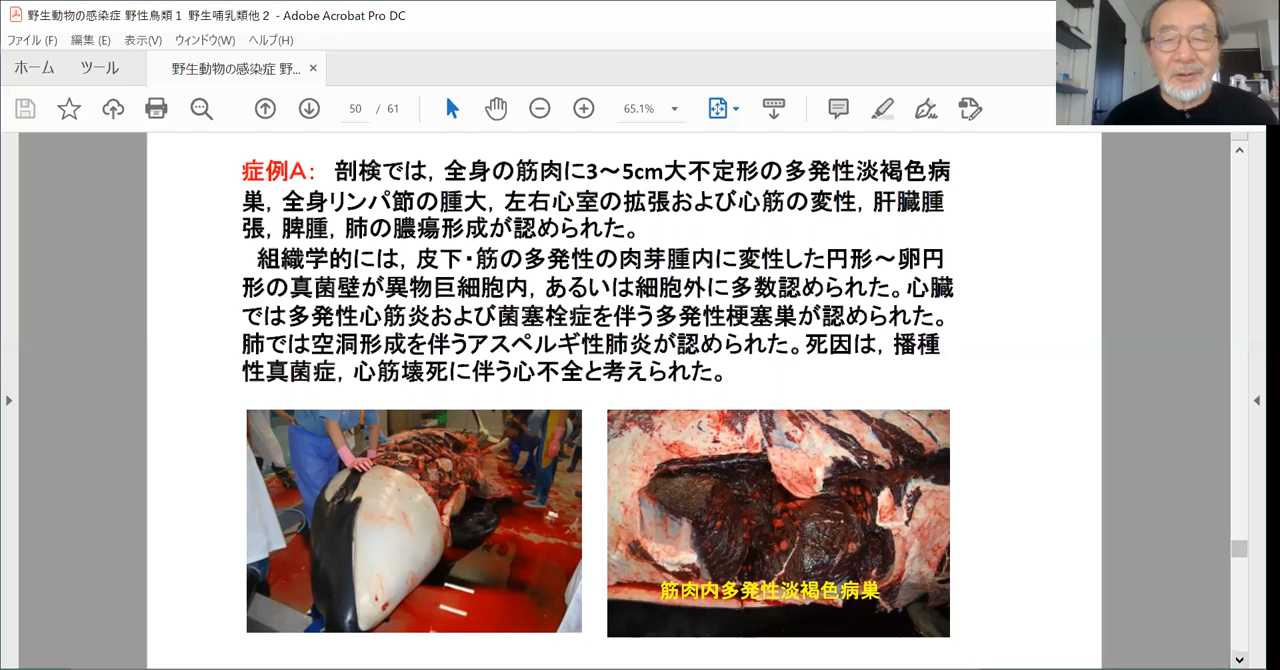 野生動物の感染症 野性鳥類１ 野生哺乳類他２ - Adobe Acrobat Pro DC
ファイル (F) 編集 (E) 表示(V) ウィンドウ(W) ヘルプ(H)
ホーム ツール 野生動物の感染症 野... ×
50 / 61 65.1%
症例A： 剖検では，全身の筋肉に3～5cm大不定形の多発性淡褐色病
巣，全身リンパ節の腫大，左右心室の拡張および心筋の変性，肝臓腫
張，脾腫，肺の膿瘍形成が認められた。
組織学的には，皮下・筋の多発性の肉芽腫内に変性した円形～卵円
形の真菌壁が異物巨細胞内，あるいは細胞外に多数認められた。心臓
では多発性心筋炎および菌塞栓症を伴う多発性梗塞巣が認められた。
肺では空洞形成を伴うアスペルギ性肺炎が認められた。死因は，播種
性真菌症，心筋壊死に伴う心不全と考えられた。
筋肉内多発性淡褐色病巣